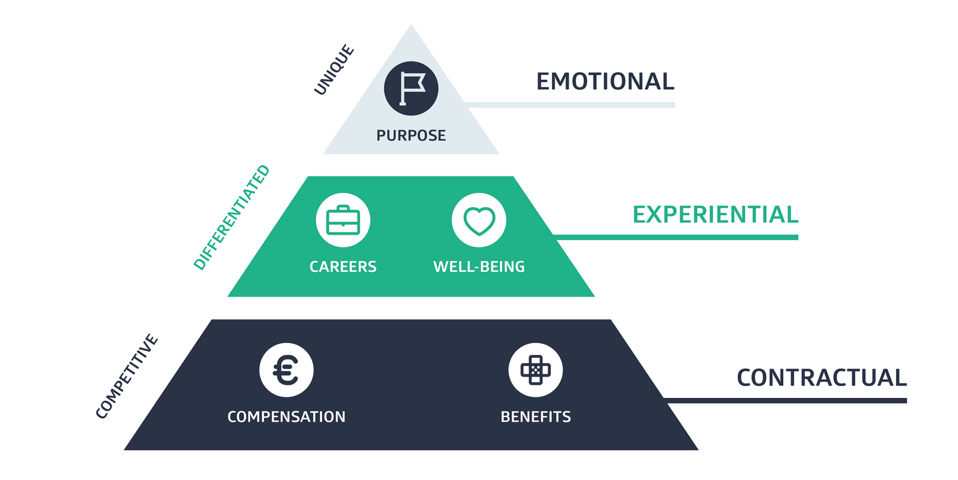 UNIQUE
EMOTIONAL
PURPOSE
DIFFERENTIATED
EXPERIENTIAL
CAREERS
WELL-BEING
COMPETITIVE
CONTRACTUAL
€
COMPENSATION
BENEFITS